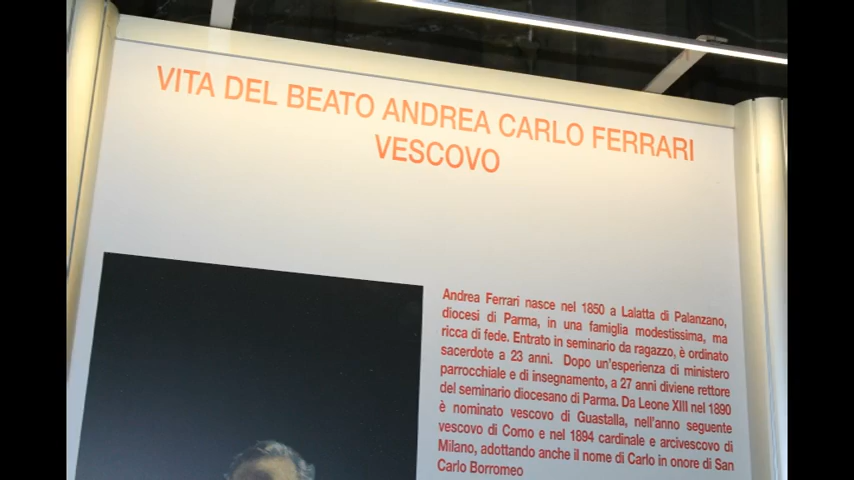 VITA DEL BEATO ANDREA CARLO FERRARI
VESCOVO
Andrea Ferrari nasce nel 1850 a Lalatta di Palanzano,
diocesi di Parma, in una famiglia modestissima, ma
ricca di fede. Entrato in seminario da ragazzo, è ordinato
sacerdote a 23 anni. Dopo un'esperienza di ministero
parrocchiale e di insegnamento, a 27 anni diviene rettore
del seminario diocesano di Parma. Da Leone XIII nel 1890
è nominato vescovo di Guastalla, nell'anno seguente
vescovo di Como e nel 1894 cardinale e arcivescovo di
Milano, adottando anche il nome di Carlo in onore di San
Carlo Borromeo